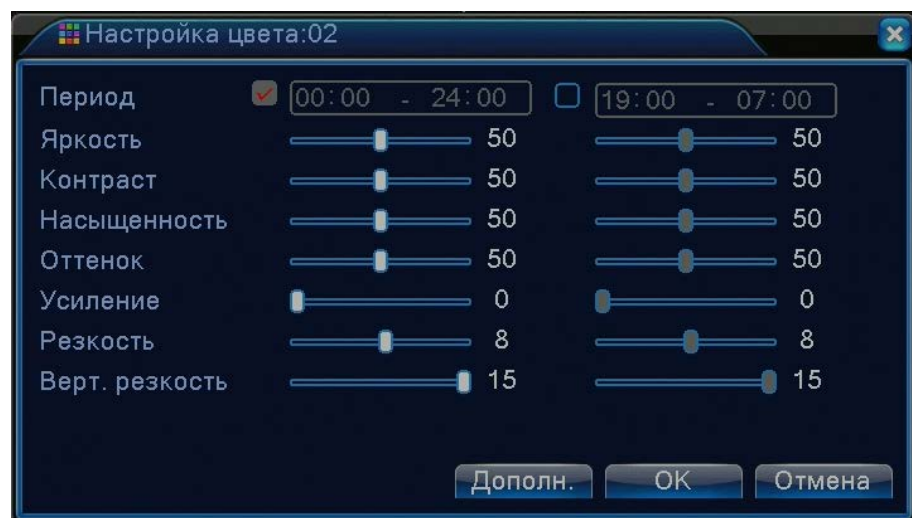 Настройка цвета:02
Период 00:00 - 24:00 19:00 - 07:00
Яркость 50 50
Контраст 50 50
Насыщенность 50 50
Оттенок 50 50
Усиление 0 0
Резкость 8 8
Верт. резкость 15 15
Дополн. OK Отмена